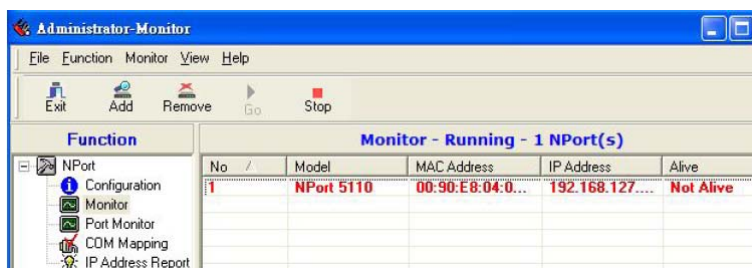 Administrator-Monitor
File Function Monitor View Help
Exit Add Remove Go Stop
Function
Monitor - Running - 1 NPort(s)
NPort
Configuration
Monitor
Port Monitor
COM Mapping
IP Address Report
No Model MAC Address IP Address Alive
1 NPort 5110 00:90:E8:04:0... 192.168.127.... Not Alive